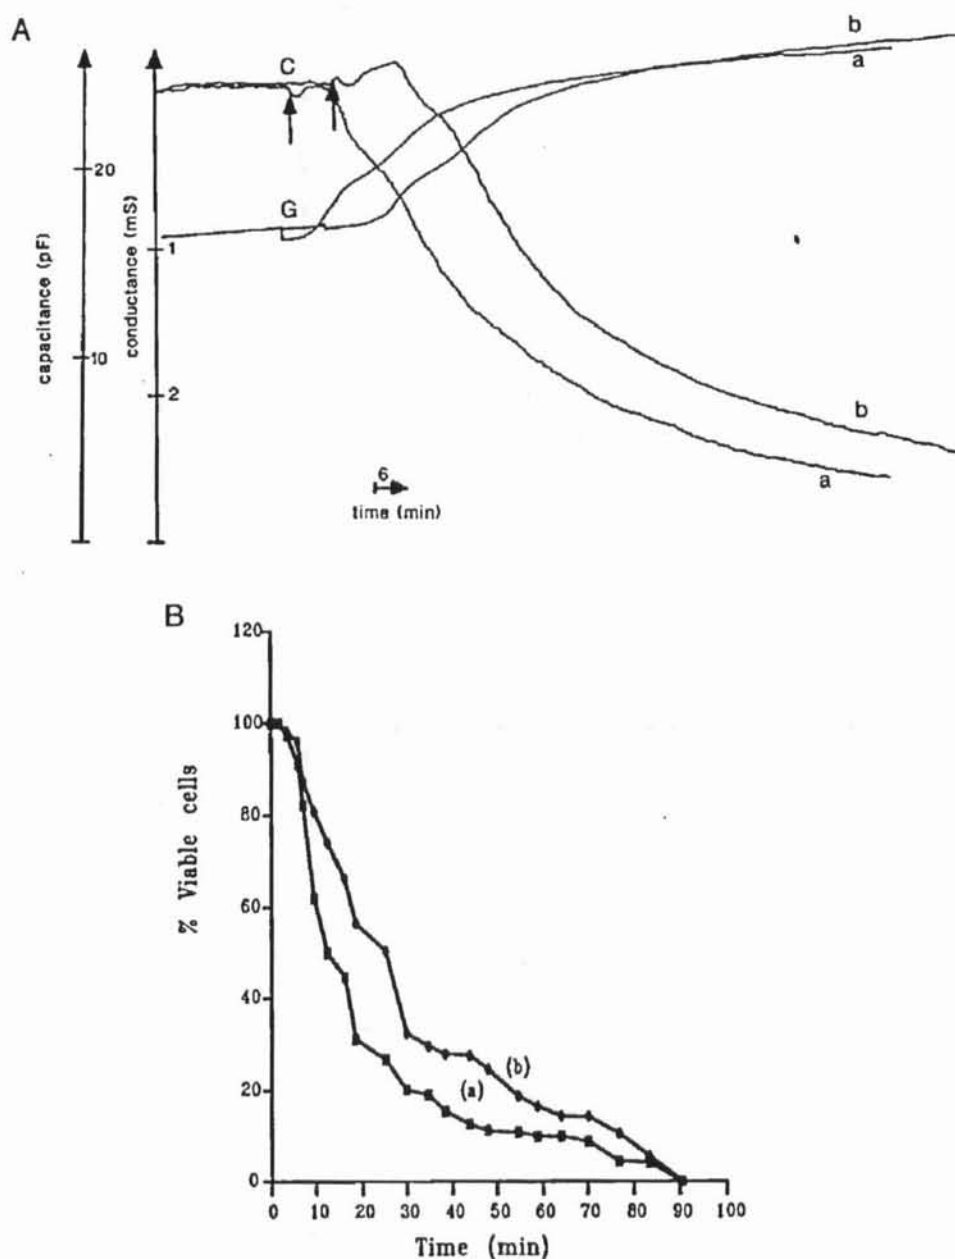 A
C
b
a
20
G
1
capacitance (pF)
conductance (mS)
10
2
b
a
6
time (min)
B
120
100
80
60
40
20
0
% Viable cells
(b)
(a)
0 10 20 30 40 50 60 70 80 90 100
Time (min)